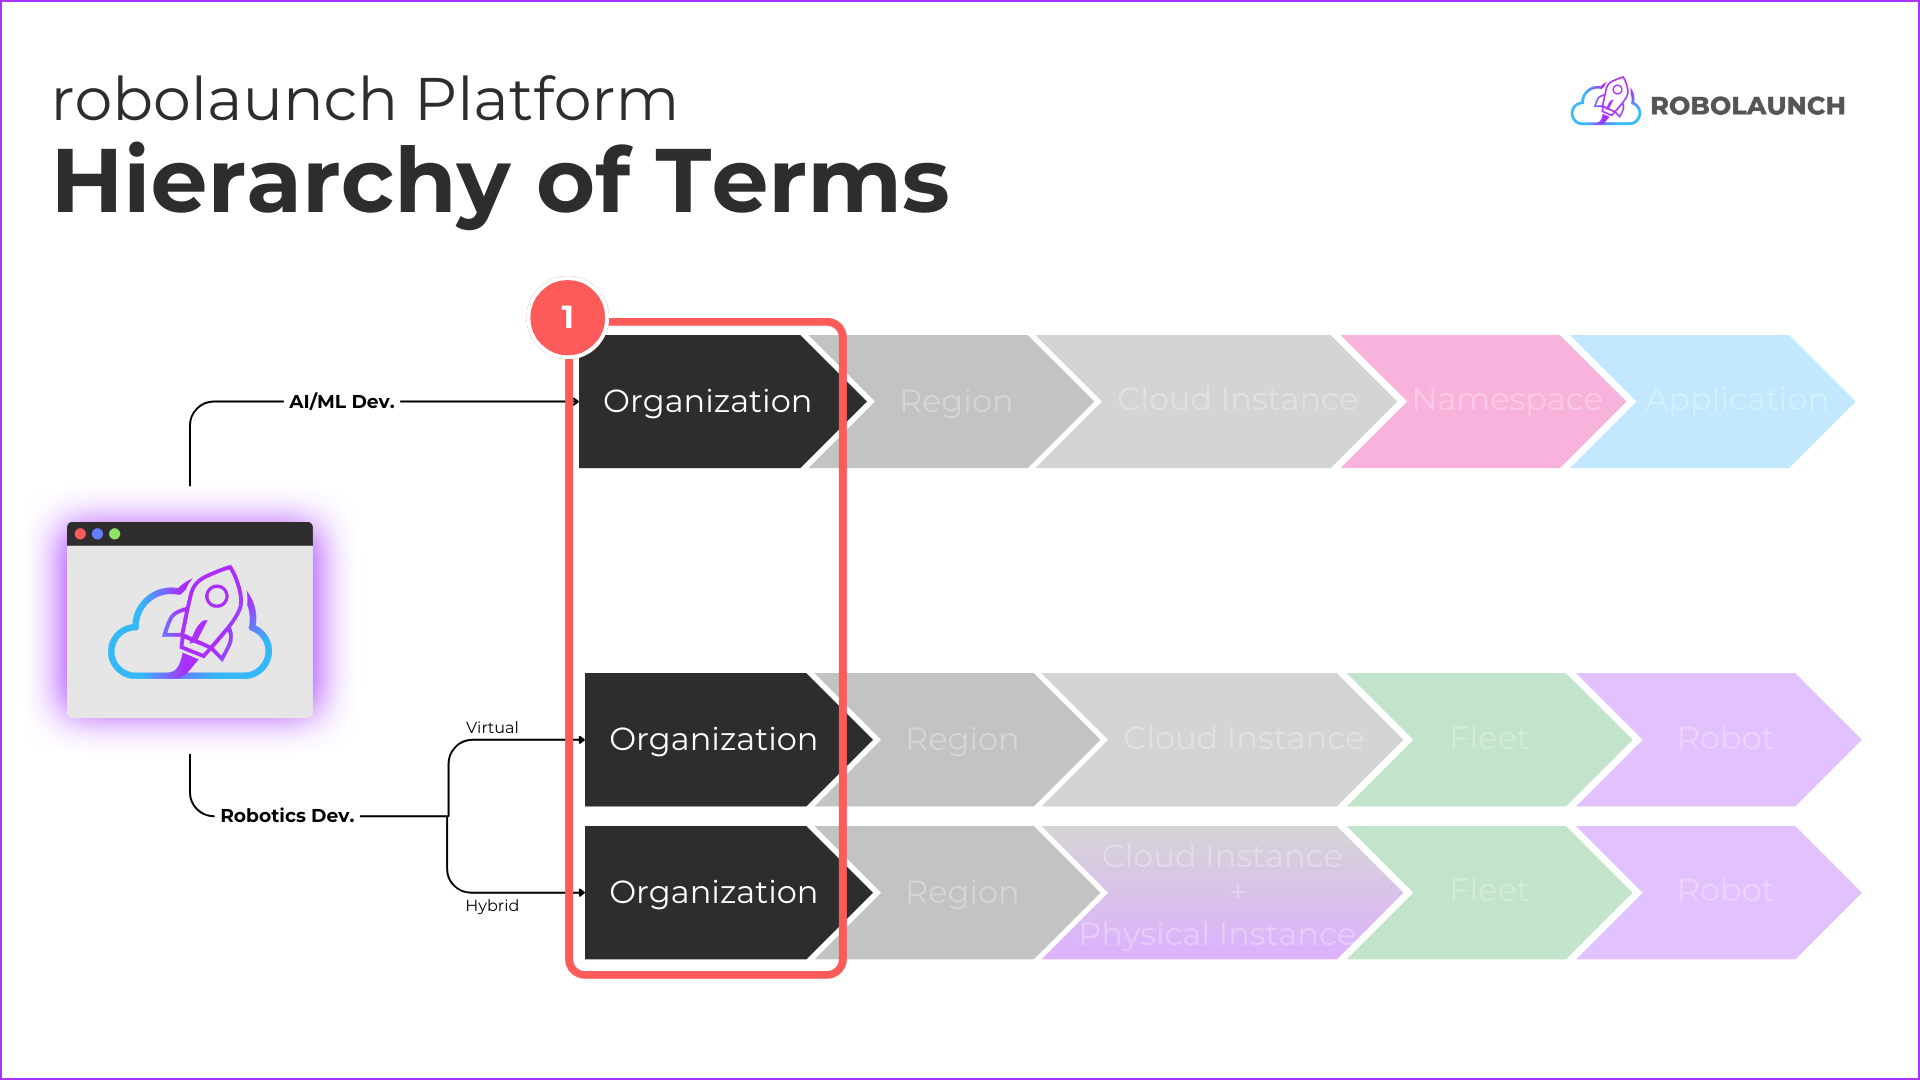 robolaunch Platform
Hierarchy of Terms
ROBOLAUNCH
1
AI/ML Dev.
Organization
Region
Cloud Instance
Namespace
Application
Virtual
Organization
Region
Cloud Instance
Fleet
Robot
Robotics Dev.
Hybrid
Organization
Region
Cloud Instance
+
Physical Instance
Fleet
Robot